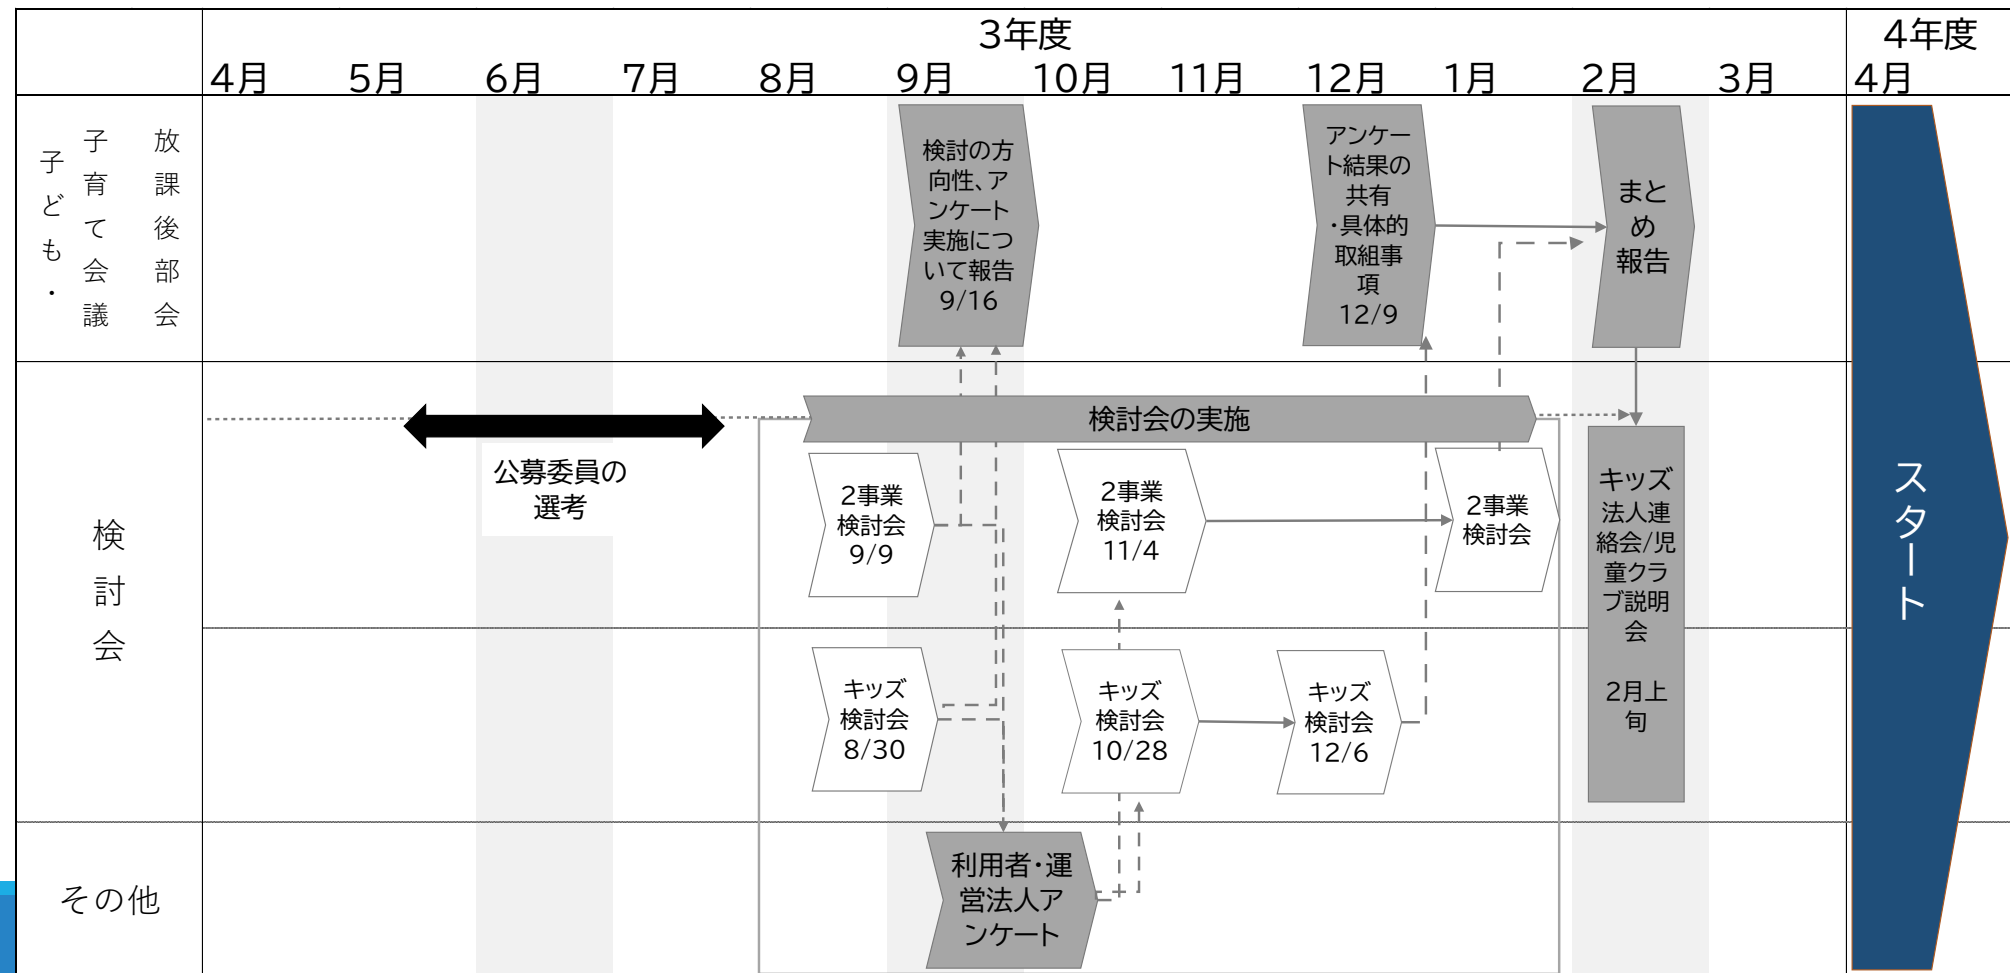 3年度
4年度
4月
5月
6月
7月
8月
9月
10月
11月
12月
1月
2月
3月
4月
子ども・
子育て会議
放課後部会
検討の方
向性、ア
ンケート
実施につ
いて報告
9/16
アンケー
ト結果の
共有
・具体的
取組事
項
12/9
まと
め
報告
検討会
検討会の実施
公募委員の
選考
2事業
検討会
9/9
2事業
検討会
11/4
2事業
検討会
キッズ
検討会
8/30
キッズ
検討会
10/28
キッズ
検討会
12/6
キッズ
法人連
絡会/児
童クラ
ブ説明
会
2月上
旬
スタート
その他
利用者・運
営法人ア
ンケート